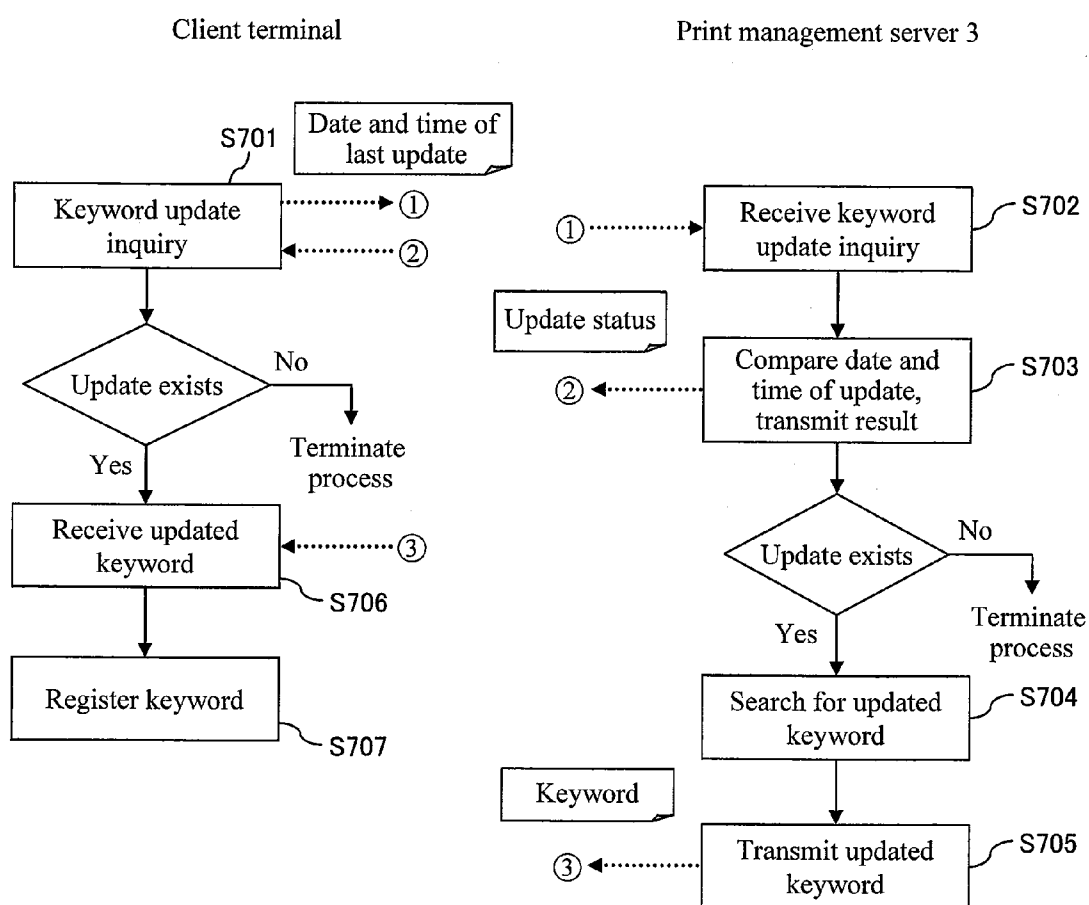 Client terminal
Print management server 3
Date and time of
last update
S701
Keyword update
inquiry
①
②
Update exists
No
Terminate
process
Yes
Receive updated
keyword
③
S706
Register keyword
S707
①
Receive keyword
update inquiry
S702
Update status
②
Compare date and
time of update,
transmit result
S703
Update exists
No
Terminate
process
Yes
Search for updated
keyword
S704
Keyword
③
Transmit updated
keyword
S705